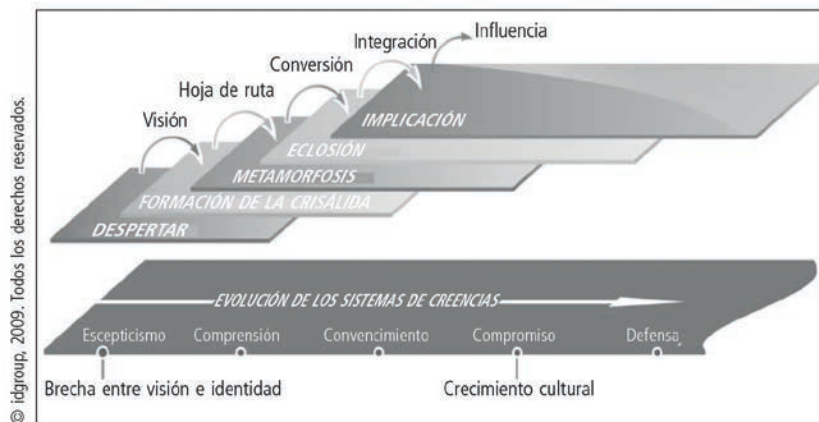 Influencia
Integración
Conversión
Hoja de ruta
Visión
IMPLICACIÓN
ECLOSIÓN
METAMORFOSIS
FORMACIÓN DE LA CRISÁLIDA
DESPERTAR
EVOLUCIÓN DE LOS SISTEMAS DE CREENCIAS
Escepticismo Comprensión Convencimiento Compromiso Defensa
Brecha entre visión e identidad Crecimiento cultural
© idgroup, 2009. Todos los derechos reservados.